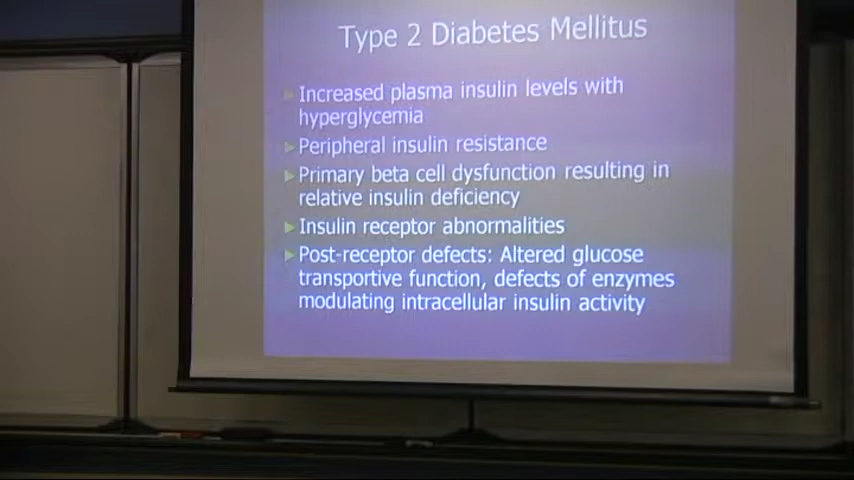 Type 2 Diabetes Mellitus
Increased plasma insulin levels with
hyperglycemia
Peripheral insulin resistance
Primary beta cell dysfunction resulting in
relative insulin deficiency
Insulin receptor abnormalities
Post-receptor defects: Altered glucose
transportive function, defects of enzymes
modulating intracellular insulin activity